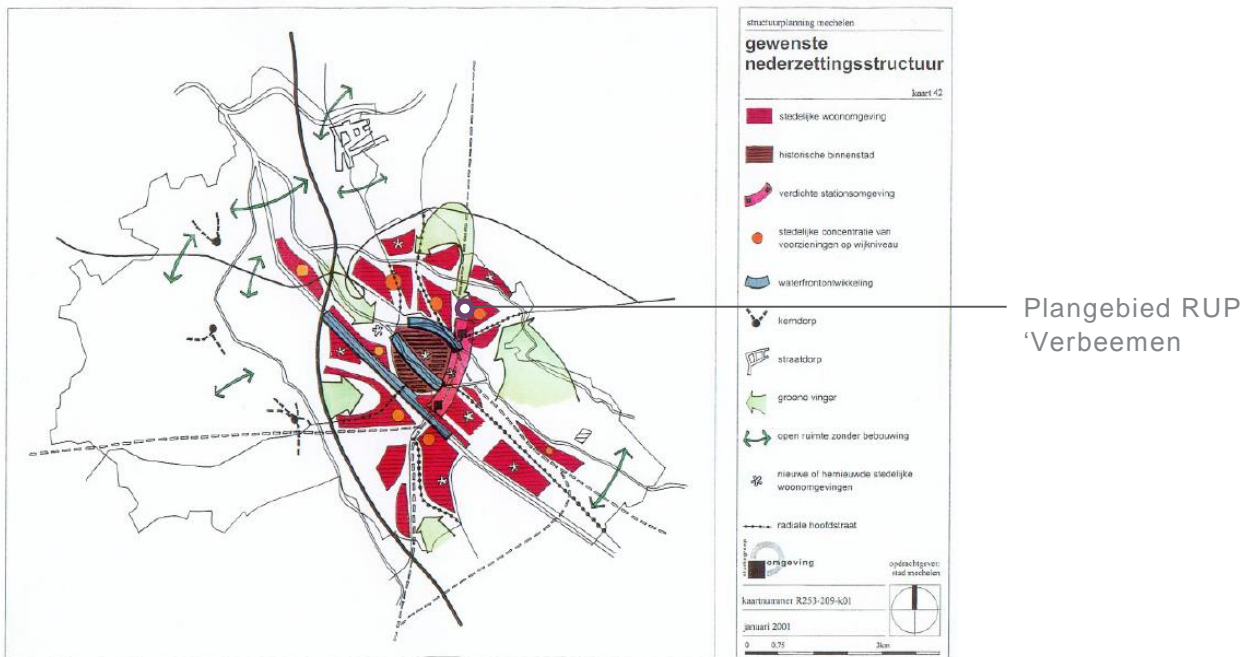 structuurplanning mechelen
gewenste
nederzettingsstructuur
kaart 42
stedelijke woonomgeving
historische binnenstad
verdichte stationsomgeving
stedelijke concentratie van
voorzieningen op wijkniveau
waterfrontontwikkeling
kerndorp
straatdorp
groene vinger
open ruimte zonder bebouwing
nieuwe of hernieuwde stedelijke
woonomgevingen
radiale hoofdstraat
studiegroep
omgeving
opdrachtgever:
stad mechelen
kaartnummer R253-209-k01
januari 2001
0 0.75 3km
Plangebied RUP
‘Verbeemen